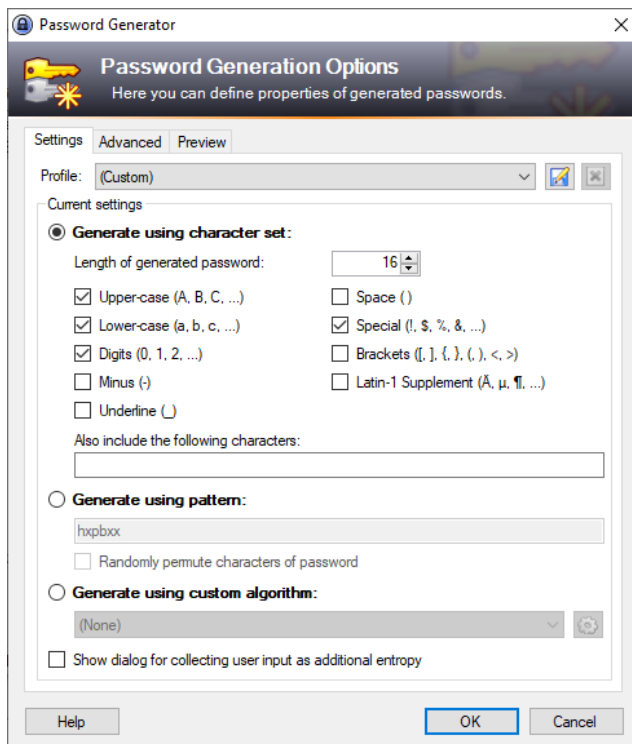 Password Generator
Password Generation Options
Here you can define properties of generated passwords.
Settings Advanced Preview
Profile: (Custom)
Current settings
Generate using character set:
Length of generated password: 16
Upper-case (A, B, C, ...) Space ( )
Lower-case (a, b, c, ...) Special (!, $, %, &, ...)
Digits (0, 1, 2, ...) Brackets ([, ], {, }, (, ), <, >)
Minus (-) Latin-1 Supplement (Ä, µ, ¶, ...)
Underline (_)
Also include the following characters:
Generate using pattern:
hxpbxx
Randomly permute characters of password
Generate using custom algorithm:
(None)
Show dialog for collecting user input as additional entropy
Help OK Cancel